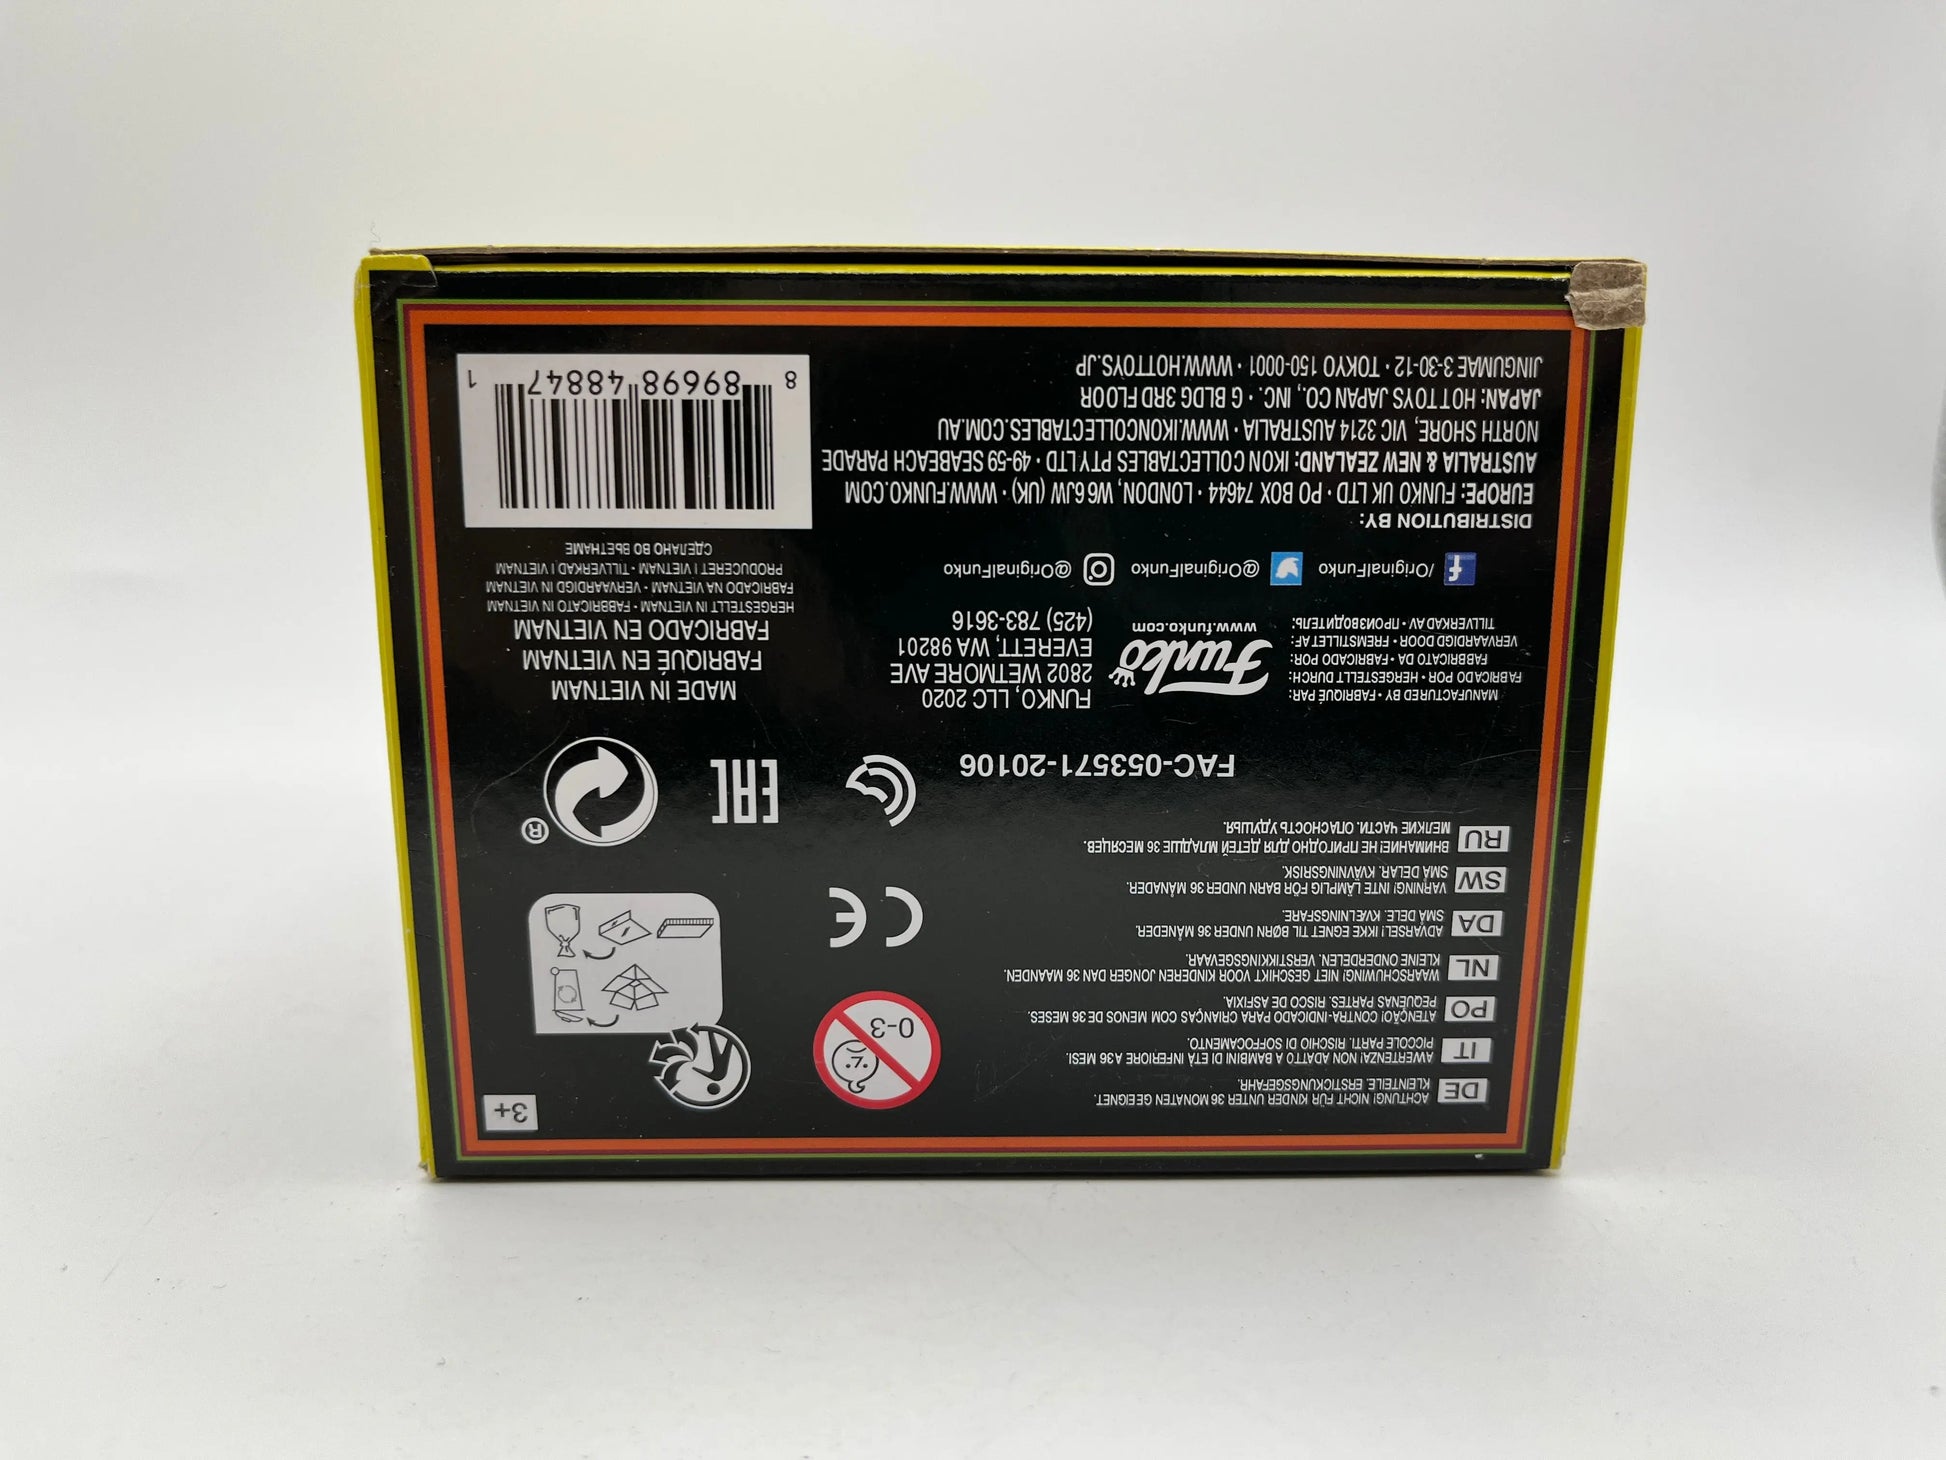 3+
DE
ACHTUNG! NICHT FÜR KINDER UNTER 36 MONATEN GEEIGNET.
KLEINTEILE. ERSTICKUNGSGEFAHR.
IT
AVVERTENZA! NON ADATTO A BAMBINI DI ETÀ INFERIORE A 36 MESI.
PICCOLE PARTI. RISCHIO DI SOFFOCAMENTO.
PO
ATENÇÃO! CONTRA-INDICADO PARA CRIANÇAS COM MENOS DE 36 MESES.
PEQUENAS PARTES. RISCO DE ASFIXIA.
NL
WAARSCHUWING! NIET GESCHIKT VOOR KINDEREN JONGER DAN 36 MAANDEN.
KLEINE ONDERDELEN. VERSTIKKINGSGEVAAR.
DA
ADVARSEL! IKKE EGNET TIL BØRN UNDER 36 MÅNEDER.
SMÅ DELE. KVÆLNINGSFARE.
SW
VARNING! INTE LÄMPLIG FÖR BARN UNDER 36 MÅNADER.
SMÅ DELAR. KVÄVNINGSRISK.
RU
ВНИМАНИЕ! НЕ ПРИГОДНО ДЛЯ ДЕТЕЙ МЛАДШЕ 36 МЕСЯЦЕВ.
МЕЛКИЕ ЧАСТИ. ОПАСНОСТЬ УДУШЬЯ.
0-3
CE
EAC
®
FAC-053571-20106
MANUFACTURED BY • FABRIQUÉ PAR:
FABRICADO POR • HERGESTELLT DURCH:
FABBRICATO DA • FABRICADO POR:
VERVAARDIGD DOOR • FREMSTILLET AF:
TILLVERKAD AV • ПРОИЗВОДИТЕЛЬ:
Funko
www.funko.com
FUNKO, LLC 2020
2802 WETMORE AVE
EVERETT, WA 98201
(425) 783-3616
MADE IN VIETNAM
FABRIQUÉ EN VIETNAM
FABRICADO EN VIETNAM
HERGESTELLT IN VIETNAM • FABBRICATO IN VIETNAM
FABRICADO NA VIETNAM • VERVAARDIGD IN VIETNAM
PRODUCERET I VIETNAM • TILLVERKAD I VIETNAM
СДЕЛАНО ВО ВЬЕТНАМЕ
/OriginalFunko
@OriginalFunko
@OriginalFunko
DISTRIBUTION BY:
EUROPE: FUNKO UK LTD • PO BOX 74644 • LONDON, W6 6JW (UK) • WWW.FUNKO.COM
AUSTRALIA & NEW ZEALAND: IKON COLLECTABLES PTY LTD • 49-59 SEABEACH PARADE
NORTH SHORE, VIC 3214 AUSTRALIA • WWW.IKONCOLLECTABLES.COM.AU
JAPAN: HOTTOYS JAPAN CO., INC. • G BLDG 3RD FLOOR
JINGUMAE 3-30-12 • TOKYO 150-0001 • WWW.HOTTOYS.JP
8 89698 48847 1